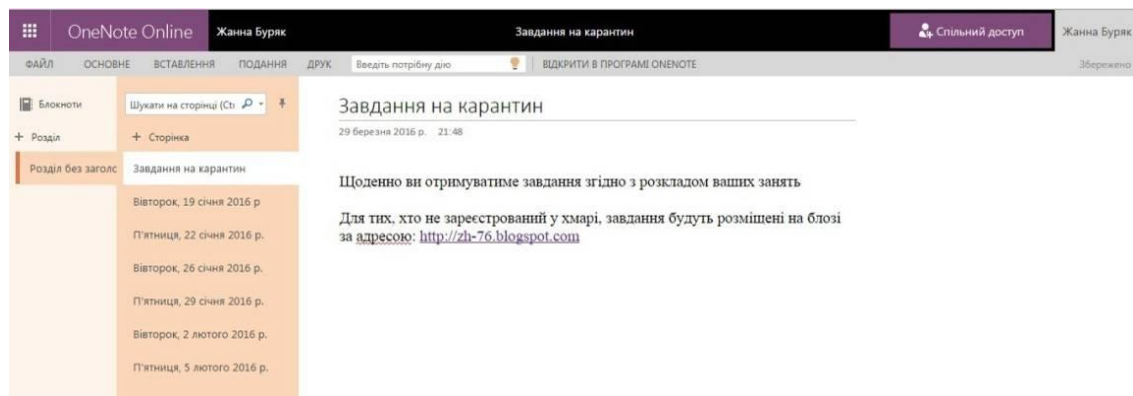 OneNote Online
Жанна Буряк
Завдання на карантин
Спільний доступ
Жанна Буряк
ФАЙЛ ОСНОВНЕ ВСТАВЛЕННЯ ПОДАННЯ ДРУК Введіть потрібну дію ВІДКРИТИ В ПРОГРАМІ ONENOTE Збережено
Блокноти
+ Розділ
Розділ без заголс
Шукати на сторінці (Ct
+ Сторінка
Завдання на карантин
Вівторок, 19 січня 2016 р
П'ятниця, 22 січня 2016 р.
Вівторок, 26 січня 2016 р.
П'ятниця, 29 січня 2016 р.
Вівторок, 2 лютого 2016 р.
П'ятниця, 5 лютого 2016 р.
Завдання на карантин
29 березня 2016 р. 21:48
Щоденно ви отримуватиме завдання згідно з розкладом ваших занять
Для тих, хто не зареєстрований у хмарі, завдання будуть розміщені на блозі
за адресою: http://zh-76.blogspot.com